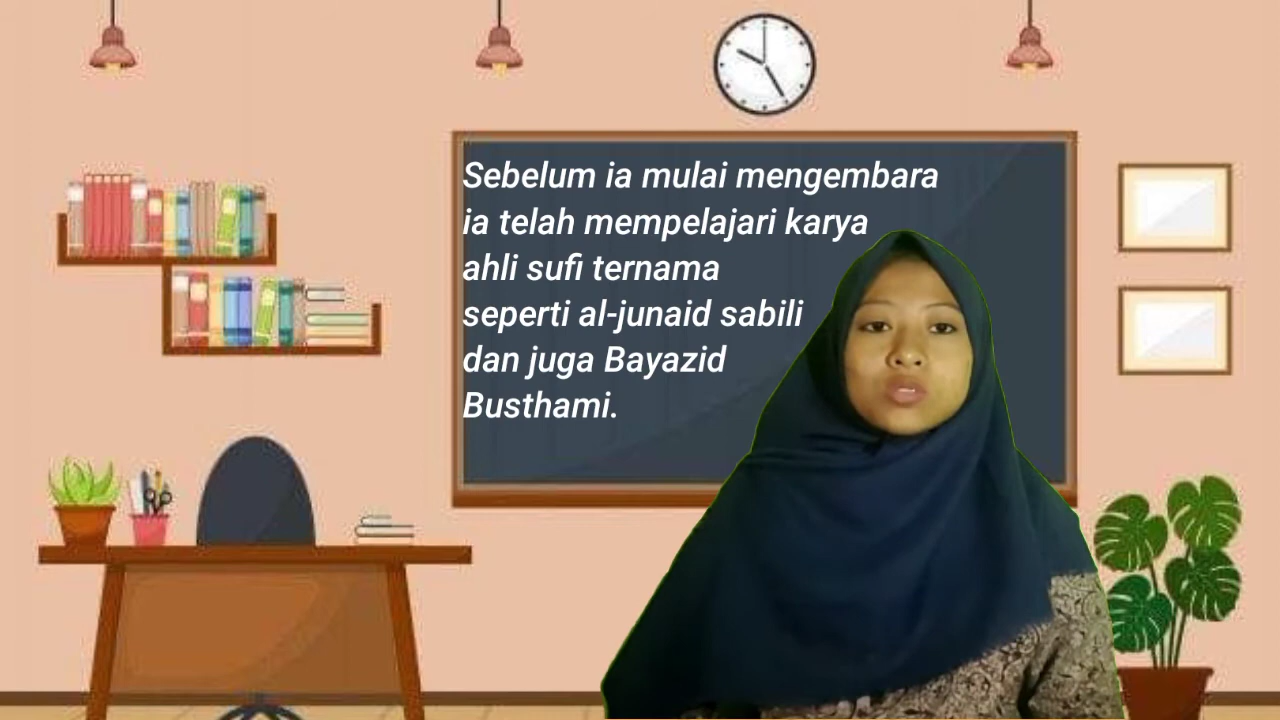 Sebelum ia mulai mengembara
ia telah mempelajari karya
ahli sufi ternama
seperti al-junaid sabili
dan juga Bayazid
Busthami.